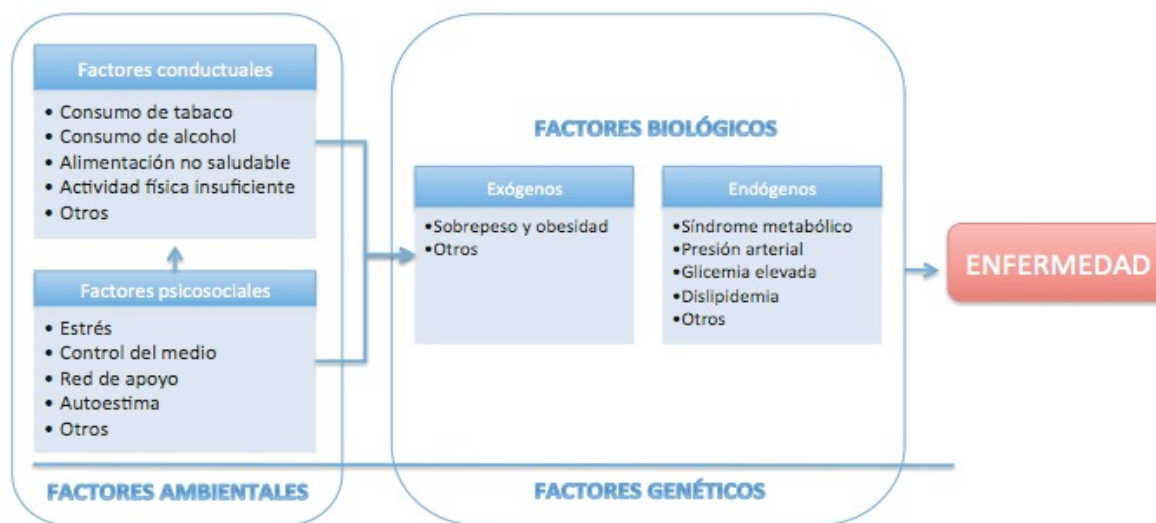 Factores conductuales
• Consumo de tabaco
• Consumo de alcohol
• Alimentación no saludable
• Actividad física insuficiente
• Otros
Factores psicosociales
• Estrés
• Control del medio
• Red de apoyo
• Autoestima
• Otros
FACTORES AMBIENTALES
FACTORES BIOLÓGICOS
Exógenos
•Sobrepeso y obesidad
•Otros
Endógenos
•Síndrome metabólico
•Presión arterial
•Glicemia elevada
•Dislipidemia
•Otros
FACTORES GENÉTICOS
ENFERMEDAD